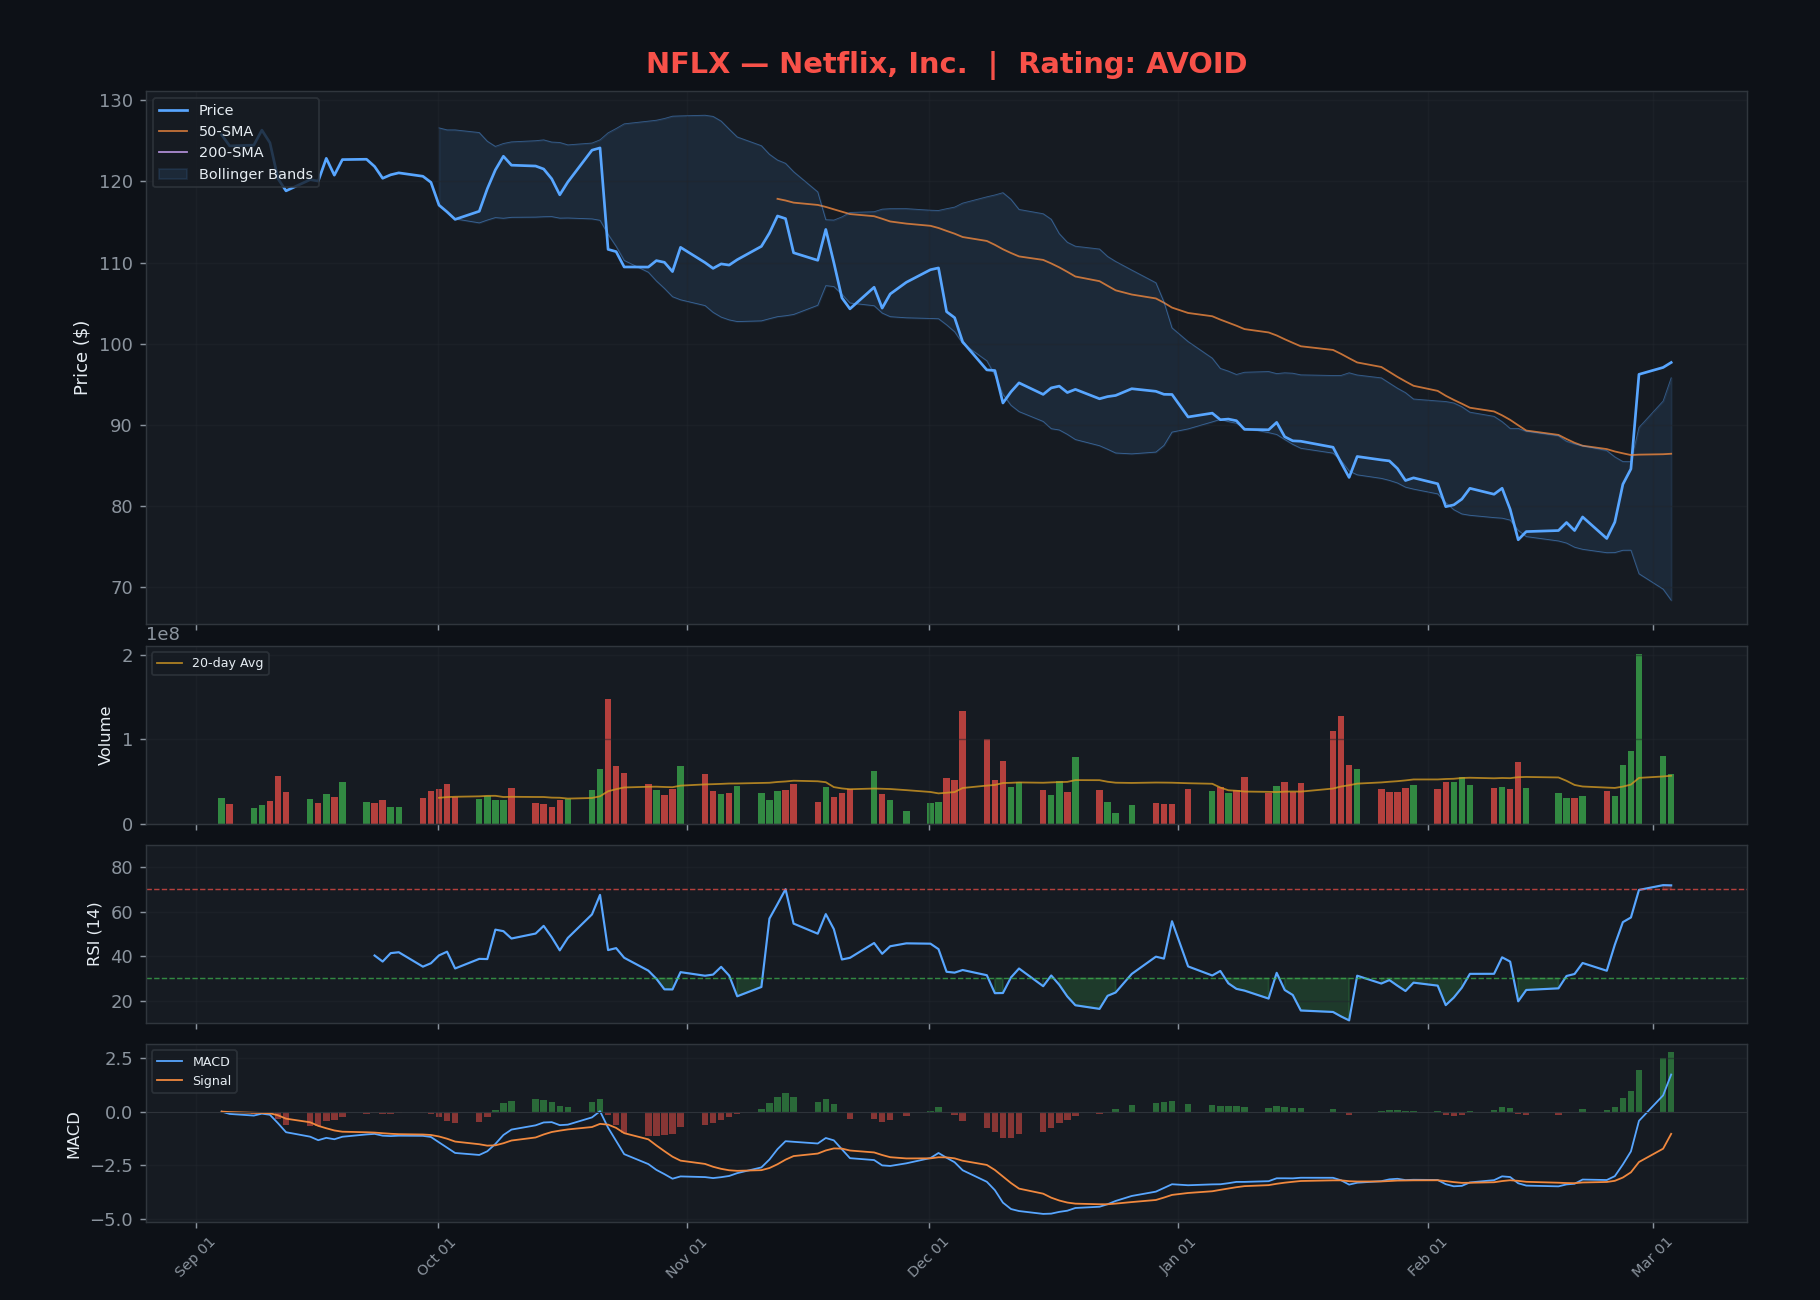 NFLX — Netflix, Inc.  |  Rating: AVOID
Price ($)
130
120
110
100
90
80
70
Price
50-SMA
200-SMA
Bollinger Bands
1e8
Volume
2
1
0
20-day Avg
RSI (14)
80
60
40
20
MACD
2.5
0.0
−2.5
−5.0
MACD
Signal
Sep 01
Oct 01
Nov 01
Dec 01
Jan 01
Feb 01
Mar 01